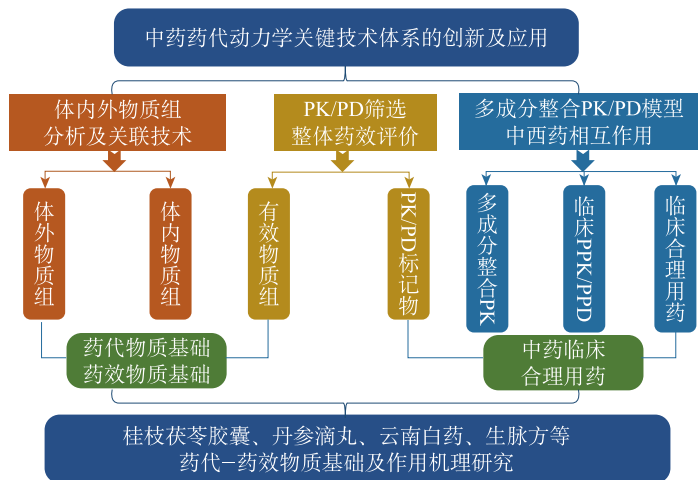 中药药代动力学关键技术体系的创新及应用
体内外物质组
分析及关联技术
PK/PD筛选
整体药效评价
多成分整合PK/PD模型
中西药相互作用
体外物质组
体内物质组
有效物质组
PK/PD标记物
多成分整合PK
临床PPK/PPD
临床合理用药
药代物质基础
药效物质基础
中药临床
合理用药
桂枝茯苓胶囊、丹参滴丸、云南白药、生脉方等
药代–药效物质基础及作用机理研究